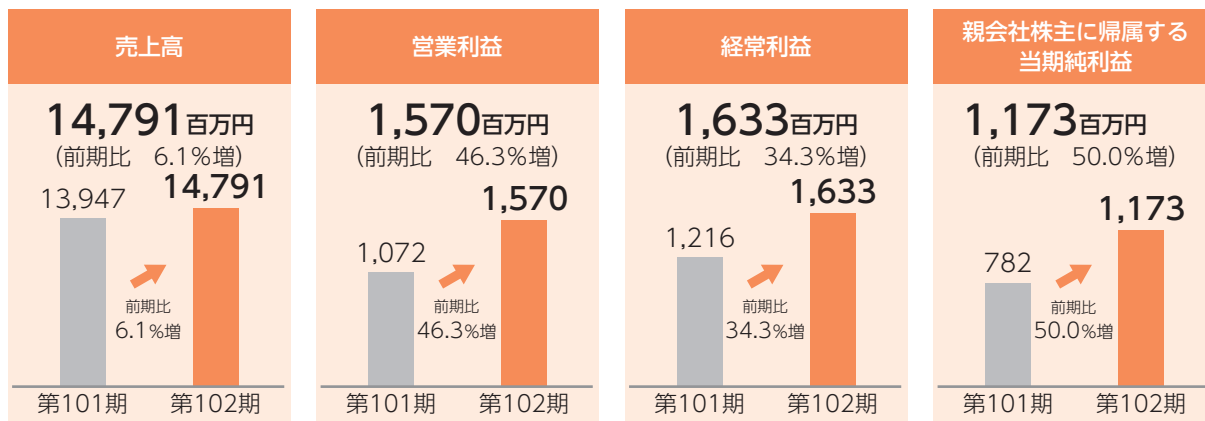 売上高
14,791百万円
(前期比 6.1%増)
13,947
14,791
前期比
6.1%増
第101期 第102期
営業利益
1,570百万円
(前期比 46.3%増)
1,072
1,570
前期比
46.3%増
第101期 第102期
経常利益
1,633百万円
(前期比 34.3%増)
1,216
1,633
前期比
34.3%増
第101期 第102期
親会社株主に帰属する
当期純利益
1,173百万円
(前期比 50.0%増)
782
1,173
前期比
50.0%増
第101期 第102期